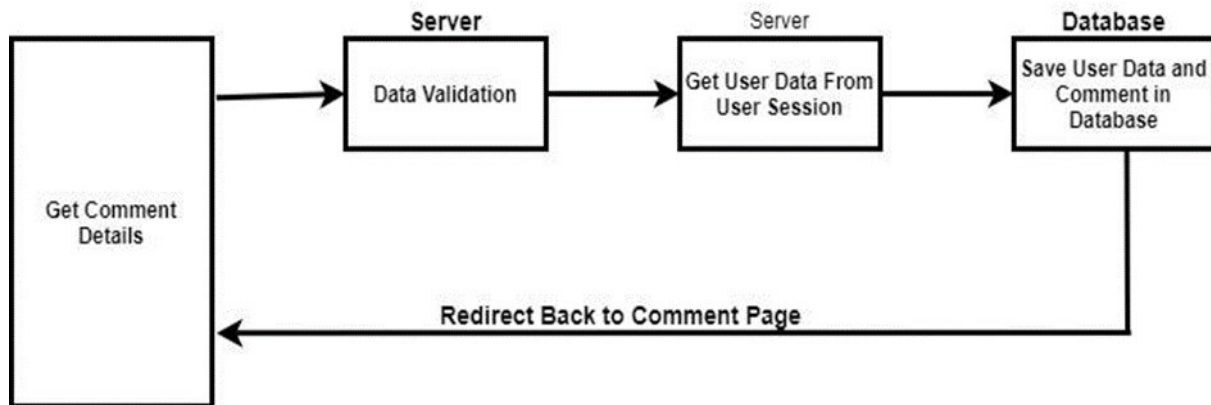 Server
Server
Database
Get Comment
Details
Data Validation
Get User Data From
User Session
Save User Data and
Comment in
Database
Redirect Back to Comment Page